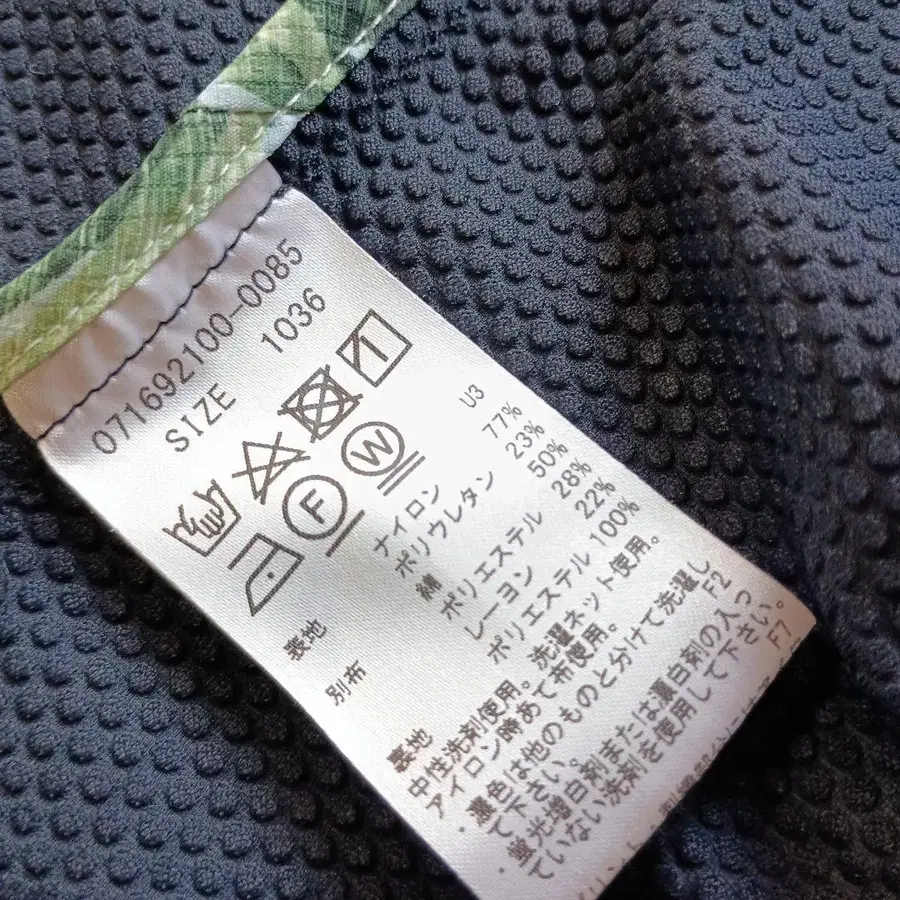 071692100-0085
SIZE 1036
F W
U3
表地 ナイロン 77%
ポリウレタン 23%
別布 綿 50%
ポリエステル 28%
レーヨン 22%
裏地 ポリエステル 100%
中性洗剤使用。洗濯ネット使用。
アイロン時あて布使用。
・濃色は他のものと分けて洗濯し
て下さい。 F2
・蛍光増白剤または漂白剤の入っ
ていない洗剤を使用して下さい。
F7